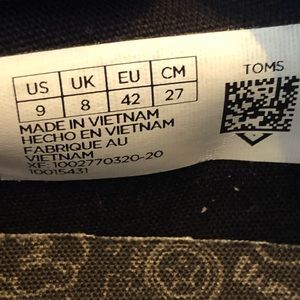 US UK EU CM TOMS
9 8 42 27
MADE IN VIETNAM
HECHO EN VIETNAM
FABRIQUE AU
VIETNAM
XF: 1002770320-20
10015431